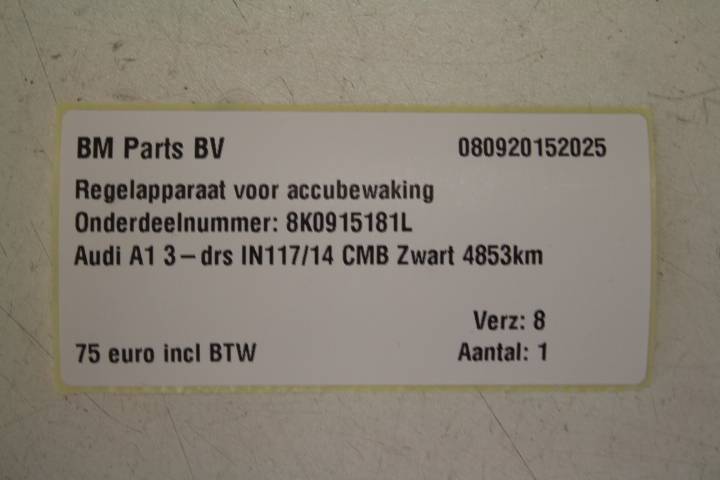 BM Parts BV 080920152025
Regelapparaat voor accubewaking
Onderdeelnummer: 8K0915181L
Audi A1 3-drs IN117/14 CMB Zwart 4853km
Verz: 8
75 euro incl BTW Aantal: 1